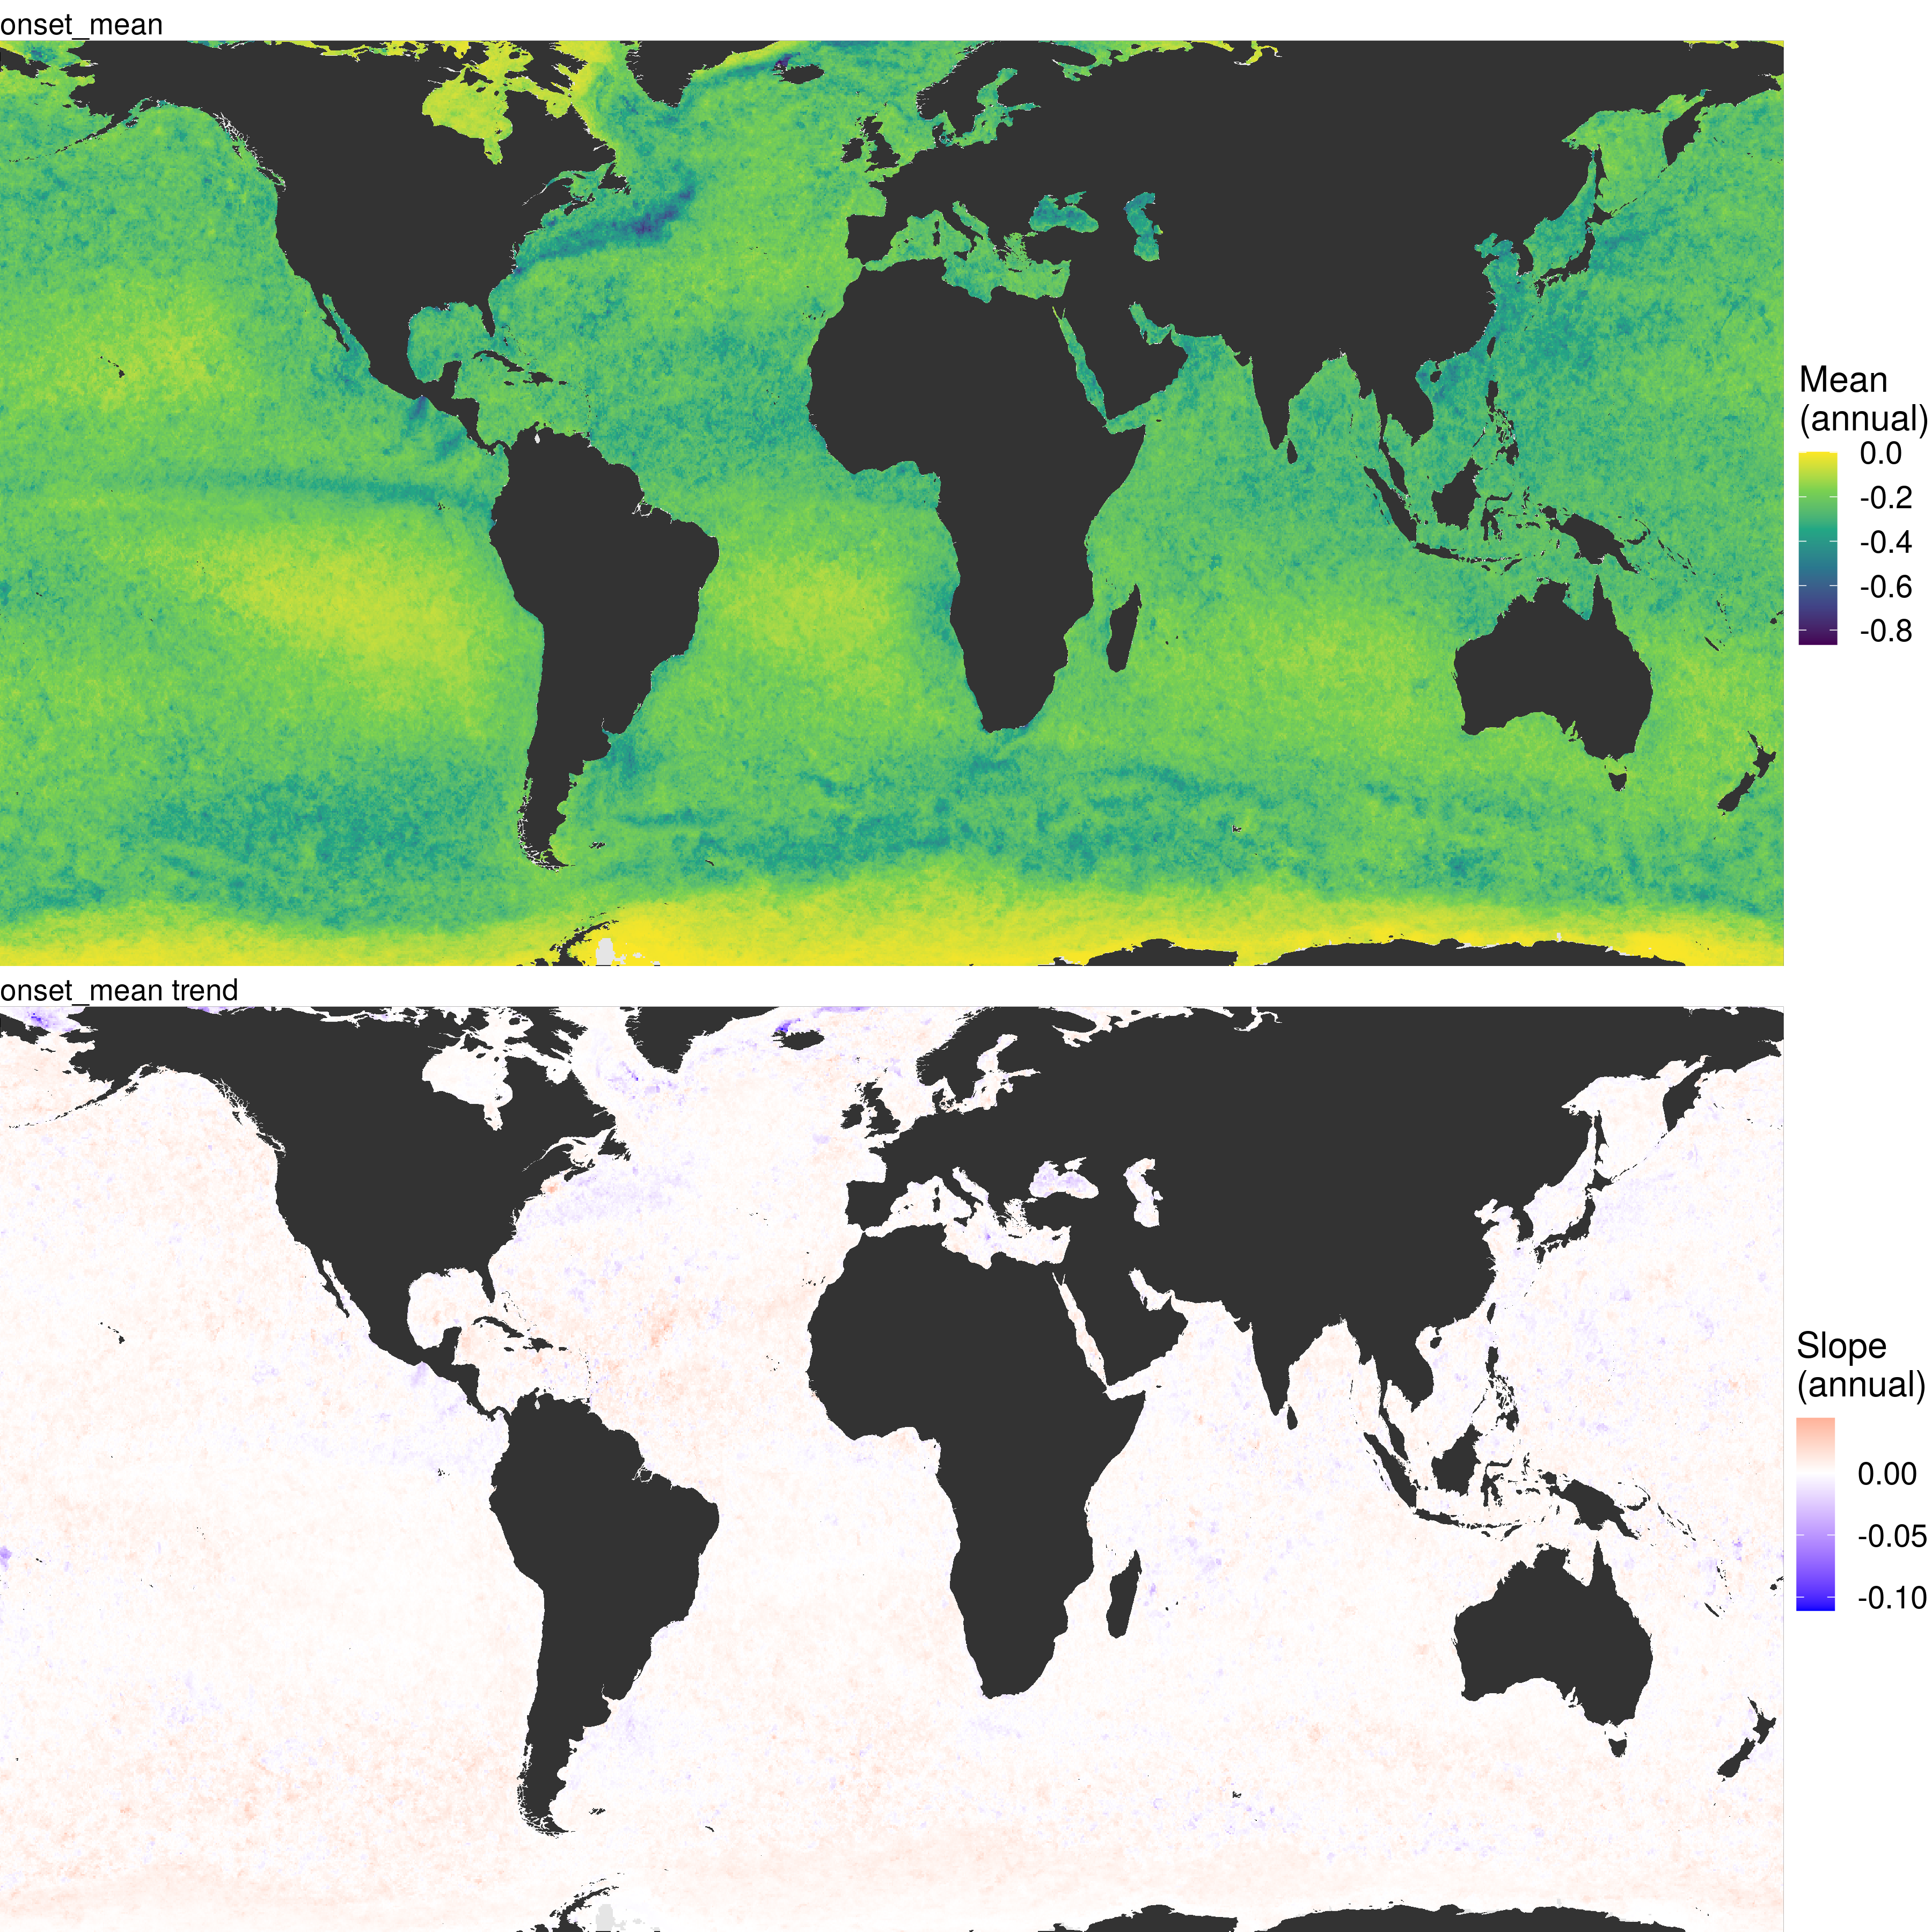 onset_mean
Mean
(annual)
0.0
-0.2
-0.4
-0.6
-0.8
onset_mean trend
Slope
(annual)
0.00
-0.05
-0.10